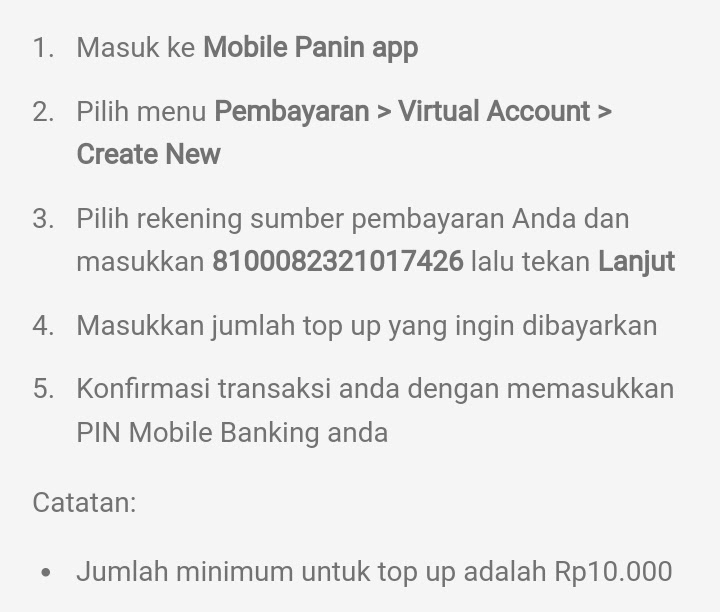 1. Masuk ke Mobile Panin app
2. Pilih menu Pembayaran > Virtual Account >
Create New
3. Pilih rekening sumber pembayaran Anda dan
masukkan 8100082321017426 lalu tekan Lanjut
4. Masukkan jumlah top up yang ingin dibayarkan
5. Konfirmasi transaksi anda dengan memasukkan
PIN Mobile Banking anda
Catatan:
• Jumlah minimum untuk top up adalah Rp10.000